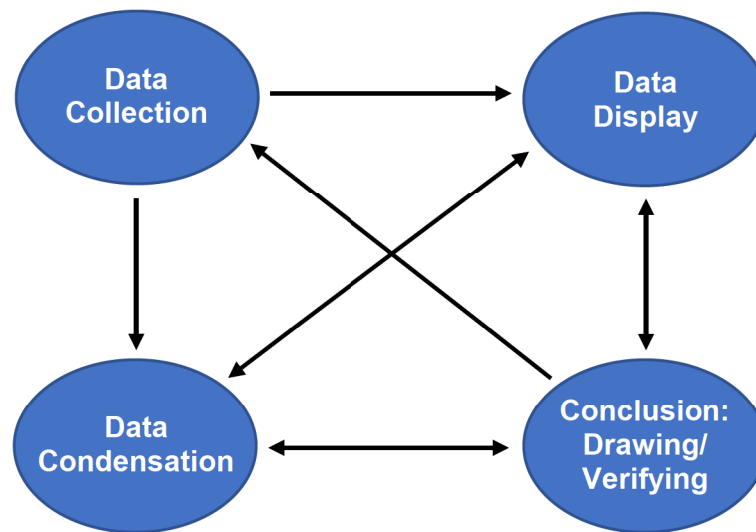 Data
Collection
Data
Display
Data
Condensation
Conclusion:
Drawing/
Verifying